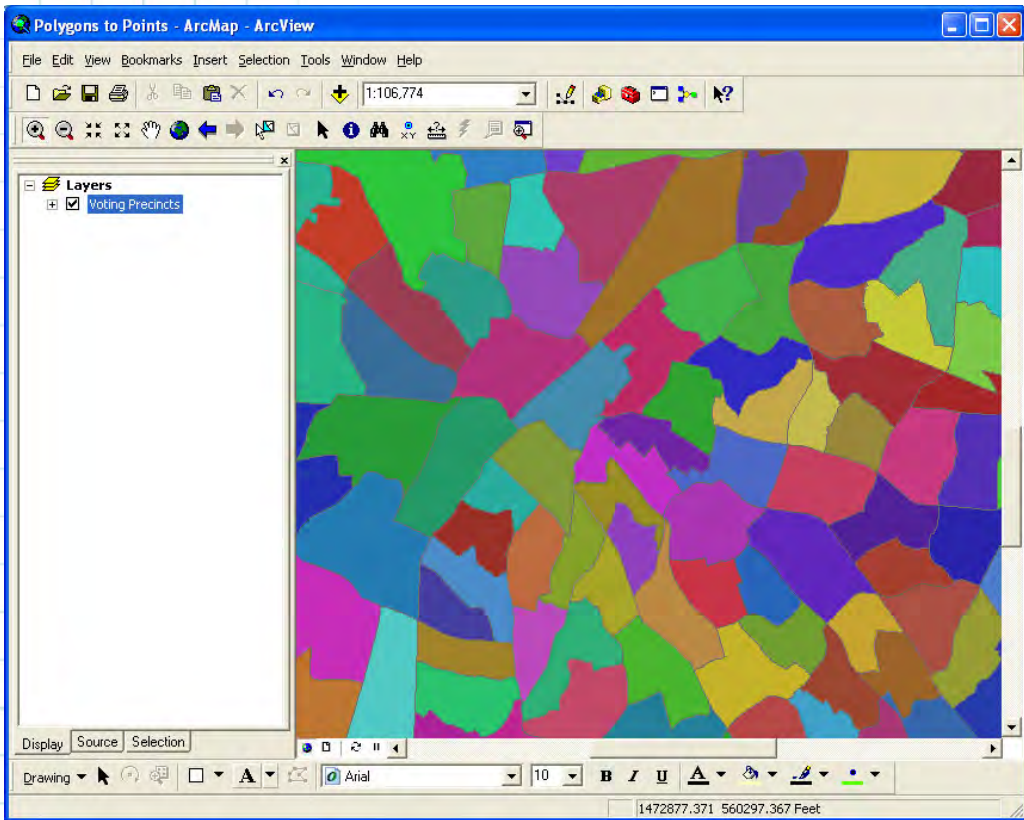 Polygons to Points - ArcMap - ArcView
File Edit View Bookmarks Insert Selection Tools Window Help
1:106,774
XY
Layers
Voting Precincts
Display Source Selection
Drawing A Arial 10 B I U A
1472877.371 560297.367 Feet